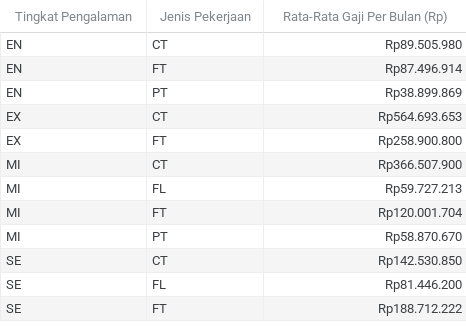 Tingkat Pengalaman Jenis Pekerjaan Rata-Rata Gaji Per Bulan (Rp)
EN CT Rp89.505.980
EN FT Rp87.496.914
EN PT Rp38.899.869
EX CT Rp564.693.653
EX FT Rp258.900.800
MI CT Rp366.507.900
MI FL Rp59.727.213
MI FT Rp120.001.704
MI PT Rp58.870.670
SE CT Rp142.530.850
SE FL Rp81.446.200
SE FT Rp188.712.222